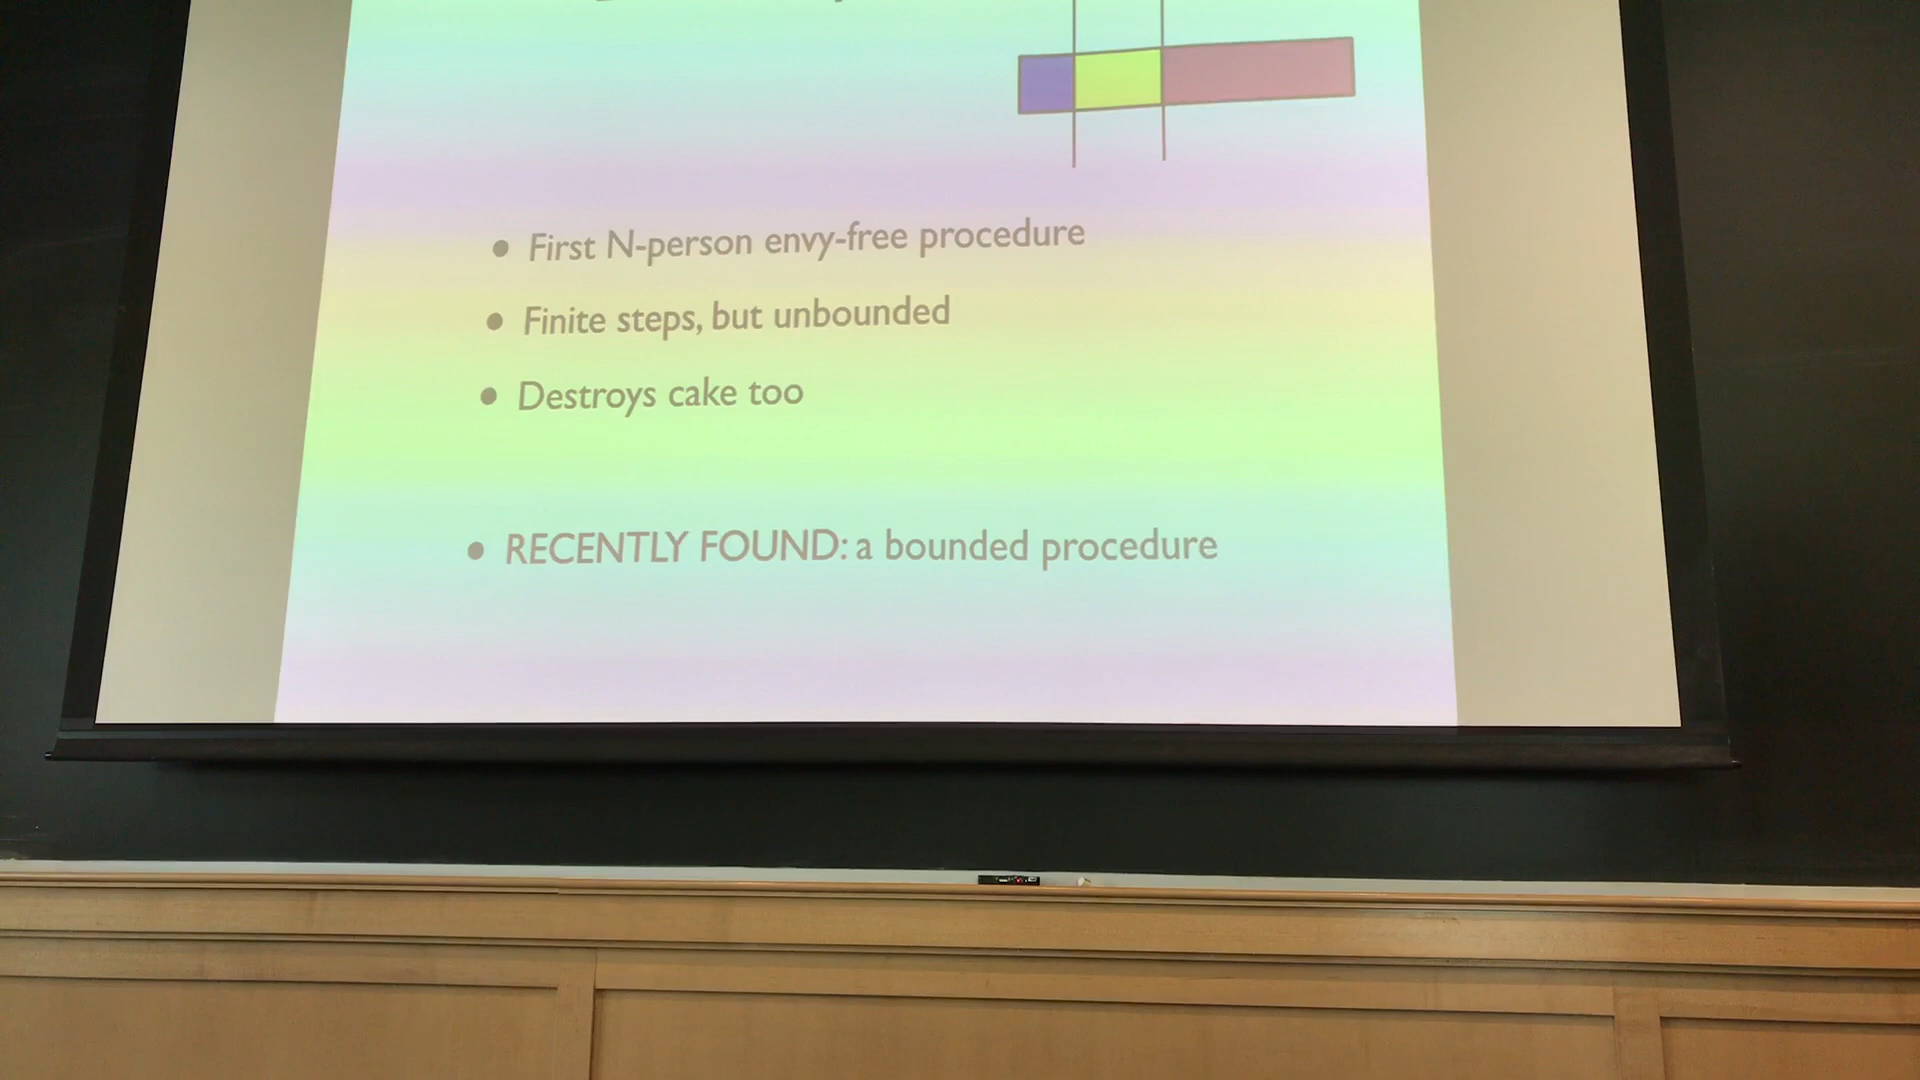 • First N-person envy-free procedure
• Finite steps, but unbounded
• Destroys cake too
• RECENTLY FOUND: a bounded procedure